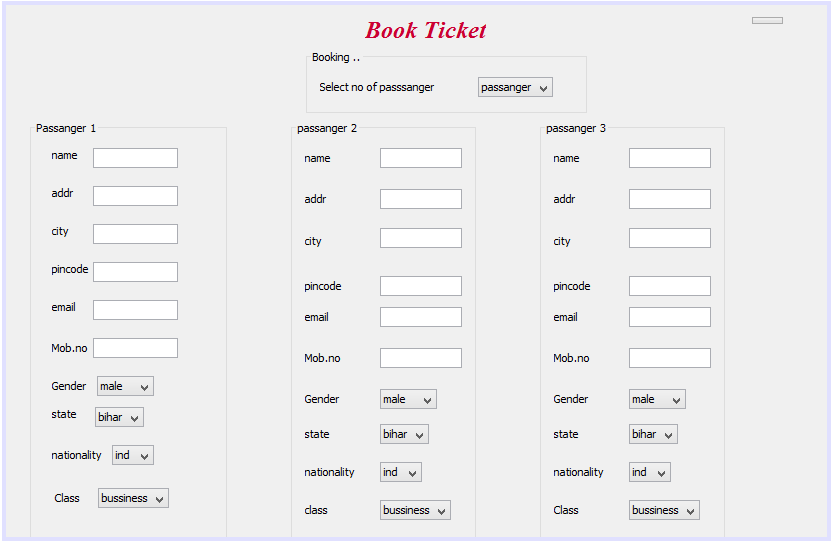 Book Ticket
Booking ..
Select no of passsanger passanger
Passanger 1
name
addr
city
pincode
email
Mob.no
Gender male
state bihar
nationality ind
Class bussiness
passanger 2
name
addr
city
pincode
email
Mob.no
Gender male
state bihar
nationality ind
class bussiness
passanger 3
name
addr
city
pincode
email
Mob.no
Gender male
state bihar
nationality ind
Class bussiness